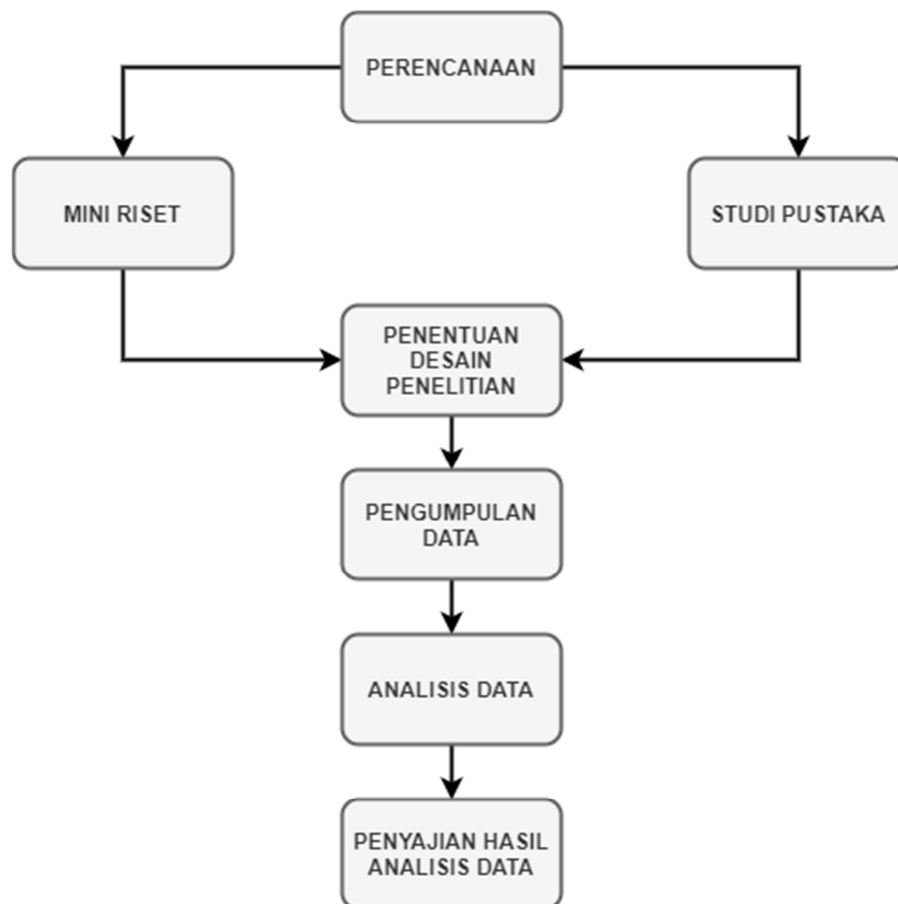 PERENCANAAN
MINI RISET
STUDI PUSTAKA
PENENTUAN
DESAIN
PENELITIAN
PENGUMPULAN
DATA
ANALISIS DATA
PENYAJIAN HASIL
ANALISIS DATA